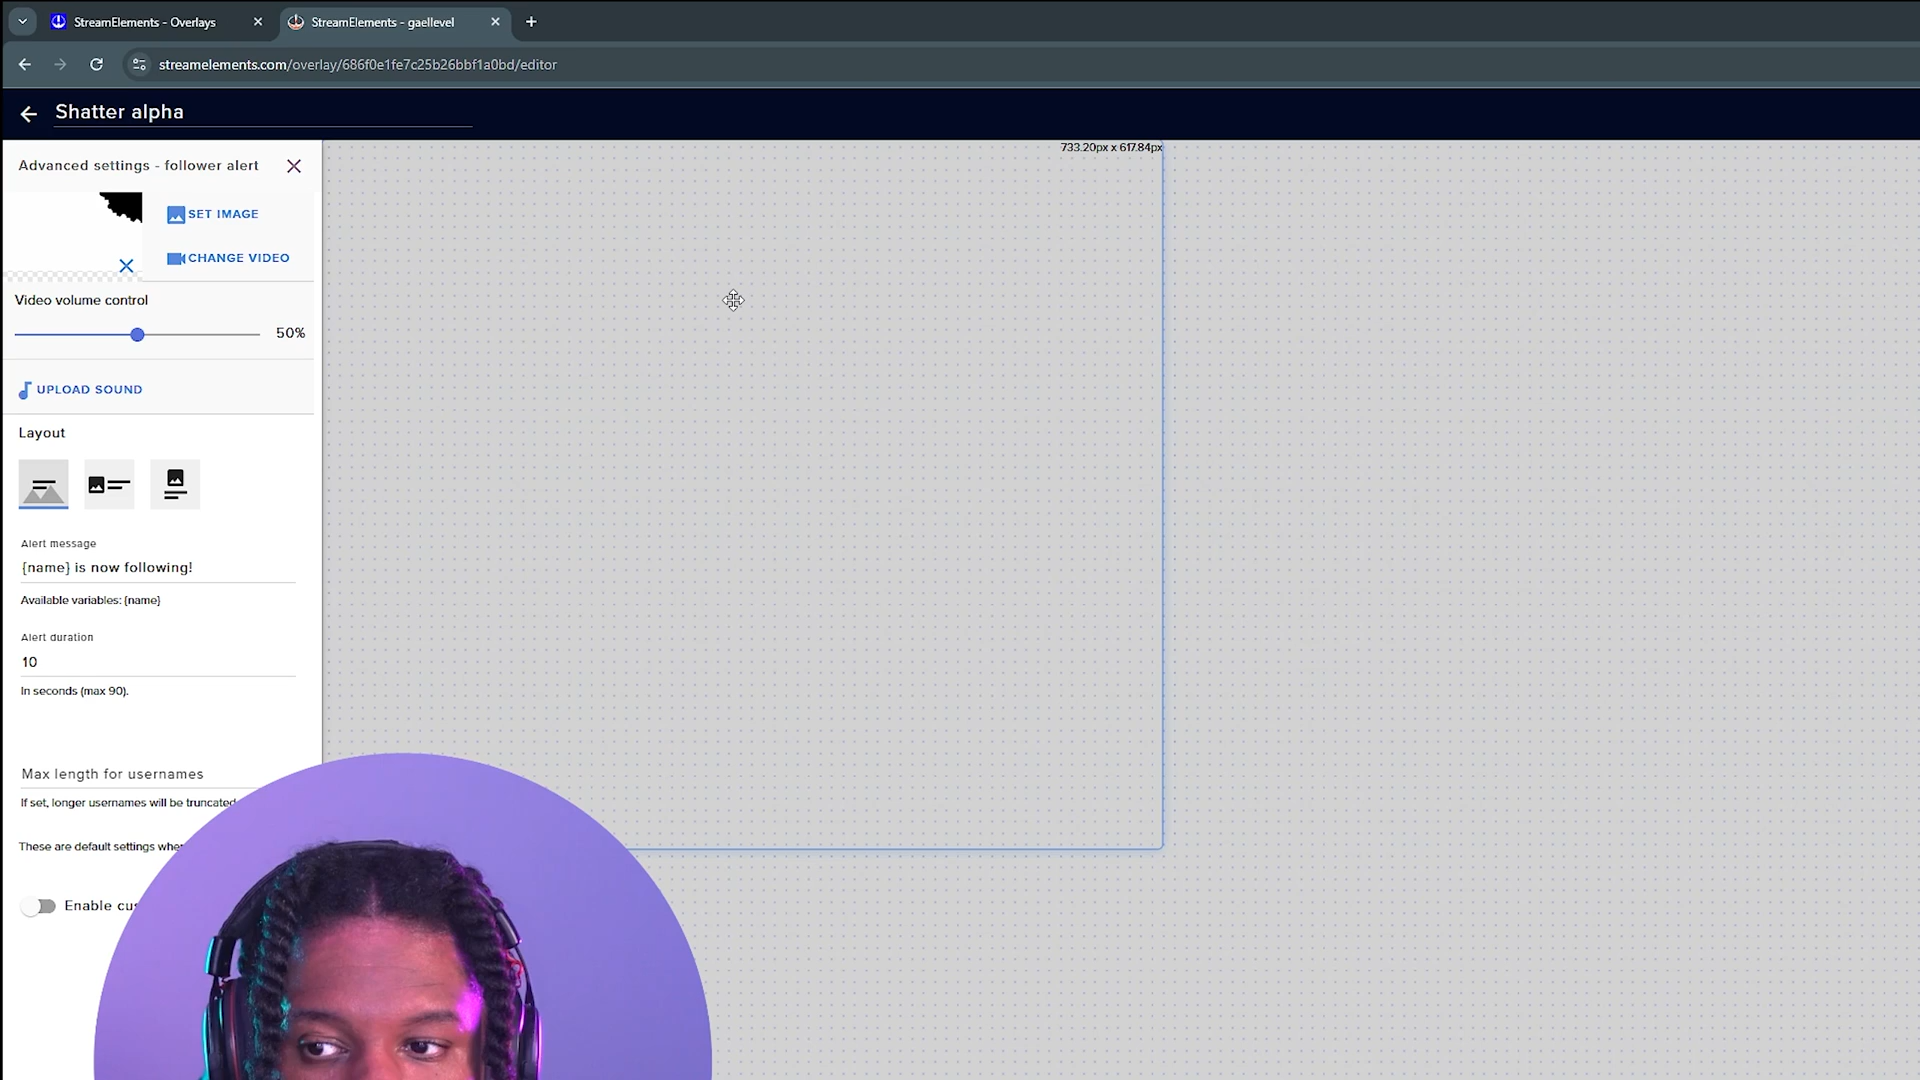 StreamElements - Overlays
StreamElements - gaellevel
streamelements.com/overlay/686f0e1fe7c25b26bbf1a0bd/editor
Shatter alpha
Advanced settings - follower alert
733.20px x 617.84px
SET IMAGE
CHANGE VIDEO
Video volume control
50%
UPLOAD SOUND
Layout
Alert message
{name} is now following!
Available variables: {name}
Alert duration
10
In seconds (max 90).
Max length for usernames
If set, longer usernames will be truncated
These are default settings
Enable